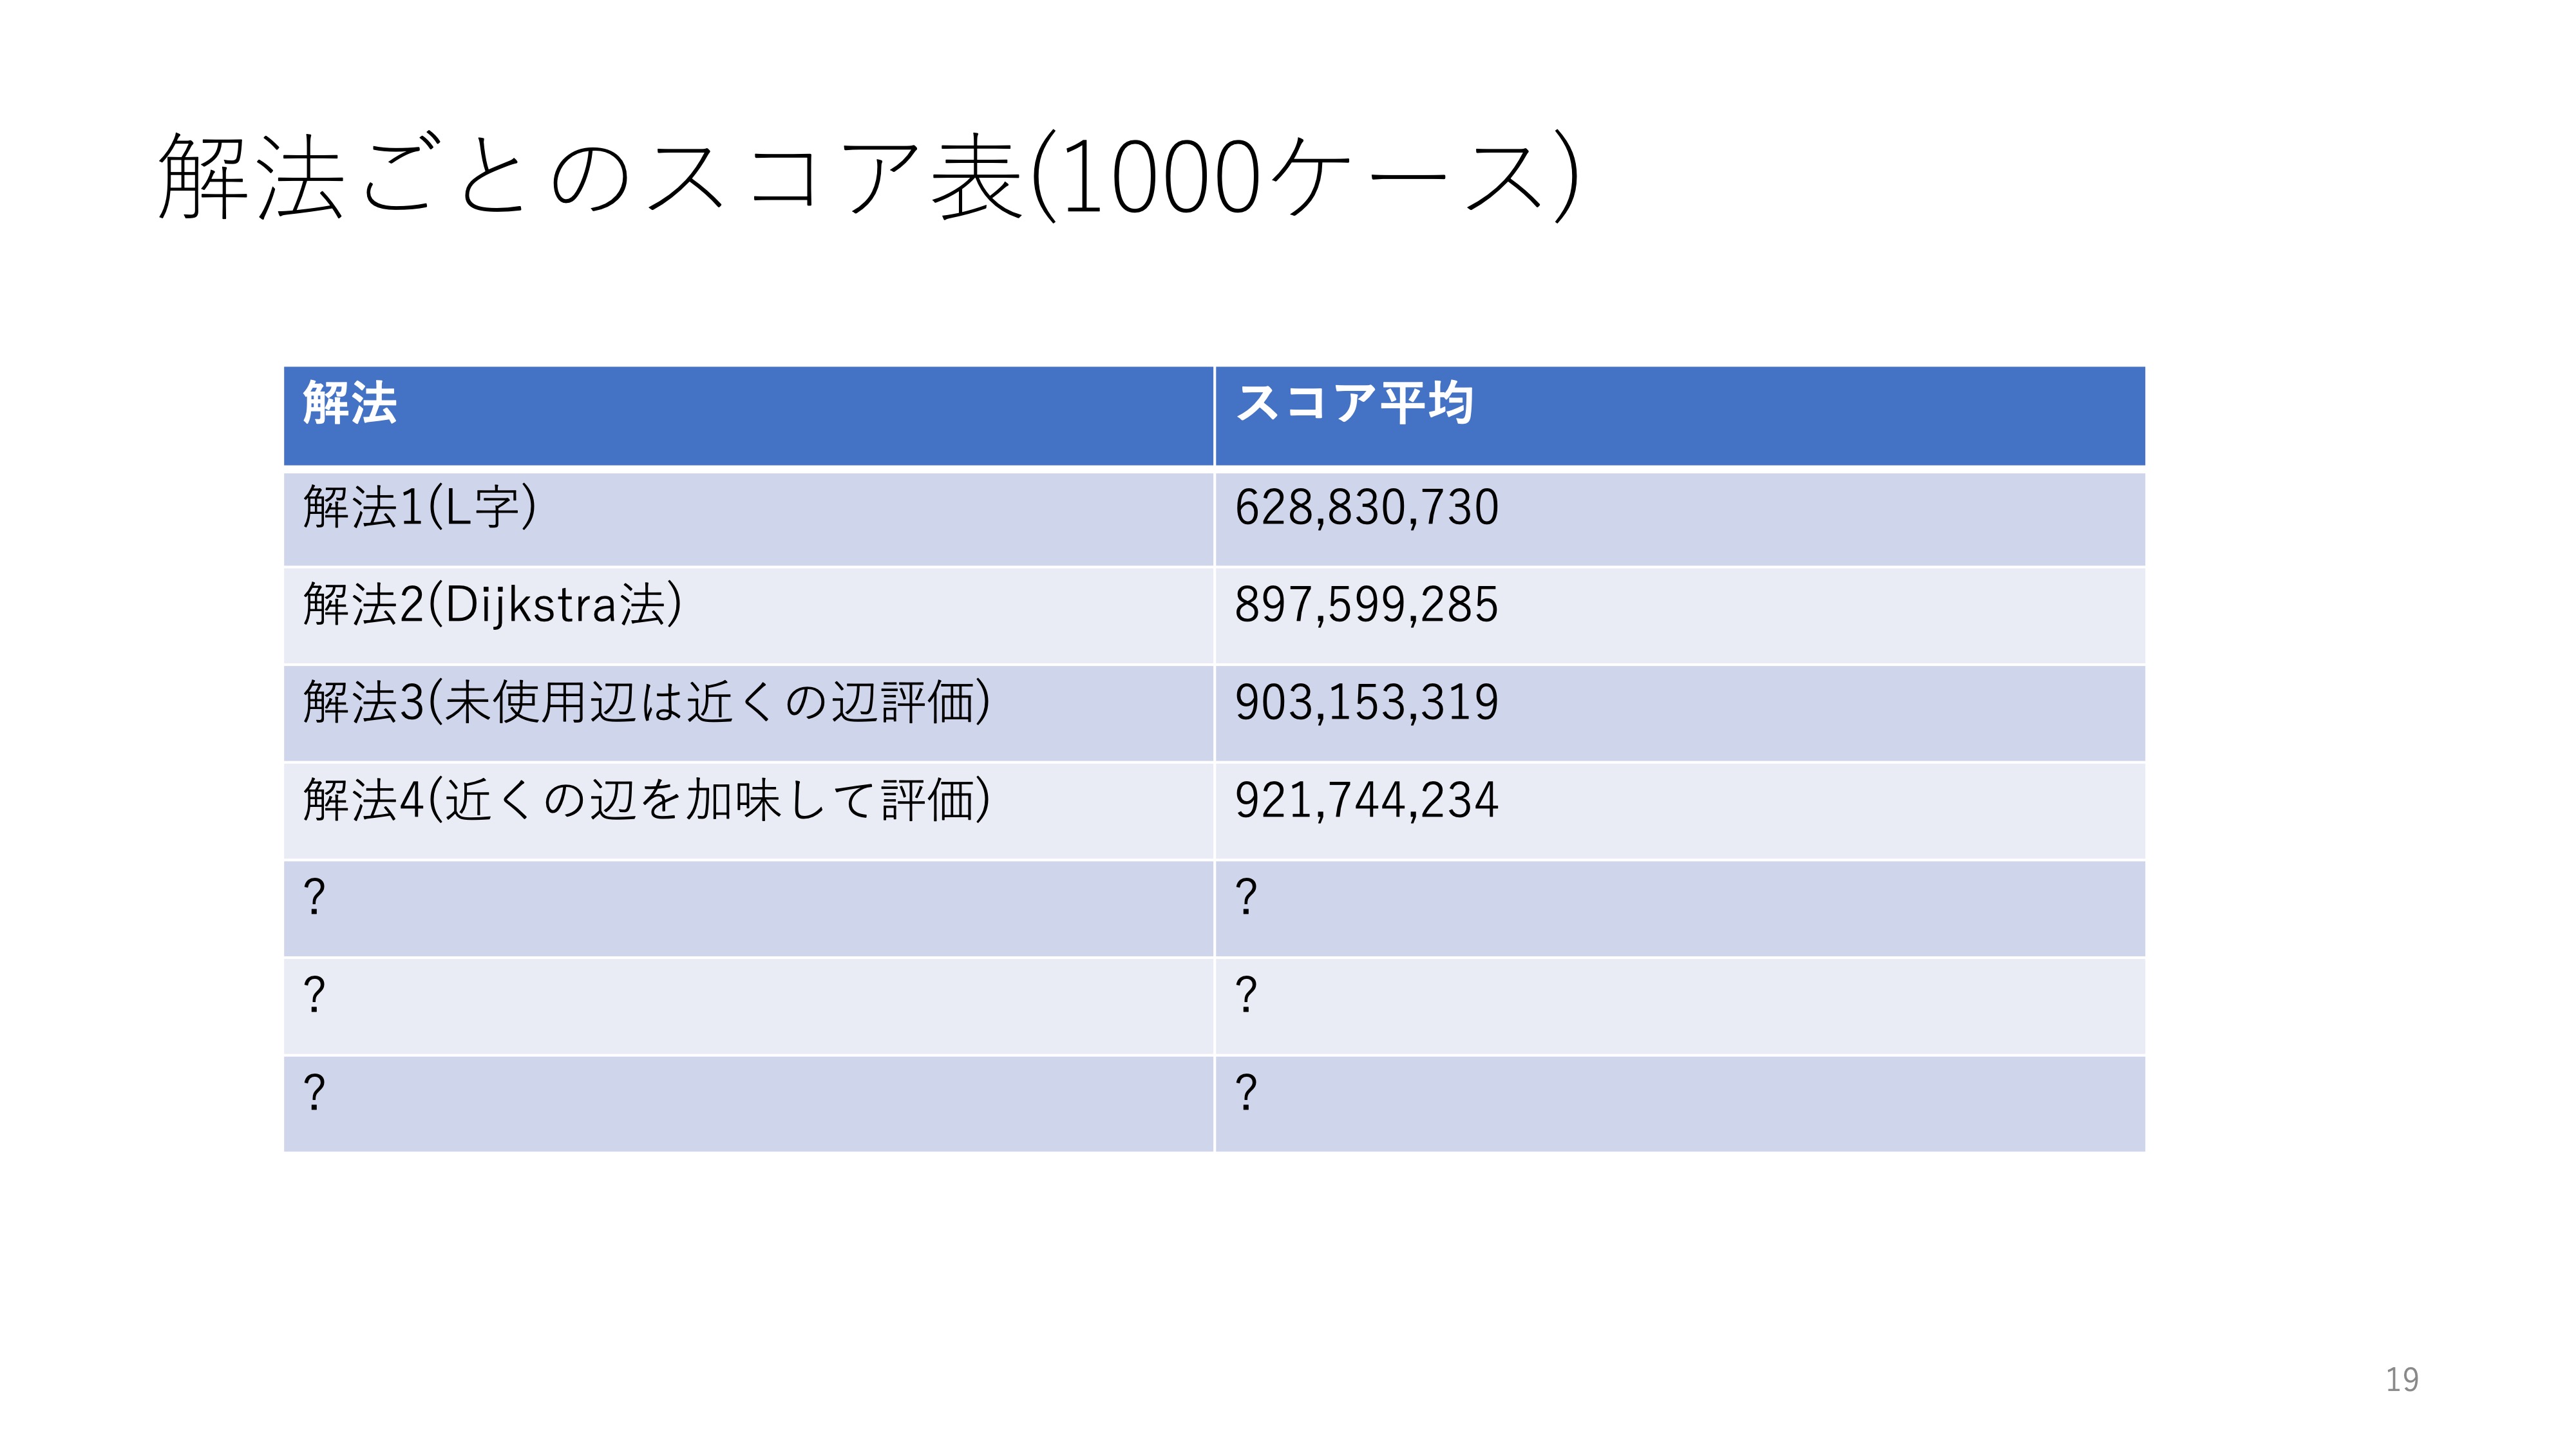 解法ごとのスコア表(1000ケース)
解法 スコア平均
解法1(L字) 628,830,730
解法2(Dijkstra法) 897,599,285
解法3(未使用辺は近くの辺評価) 903,153,319
解法4(近くの辺を加味して評価) 921,744,234
? ?
? ?
? ?
19